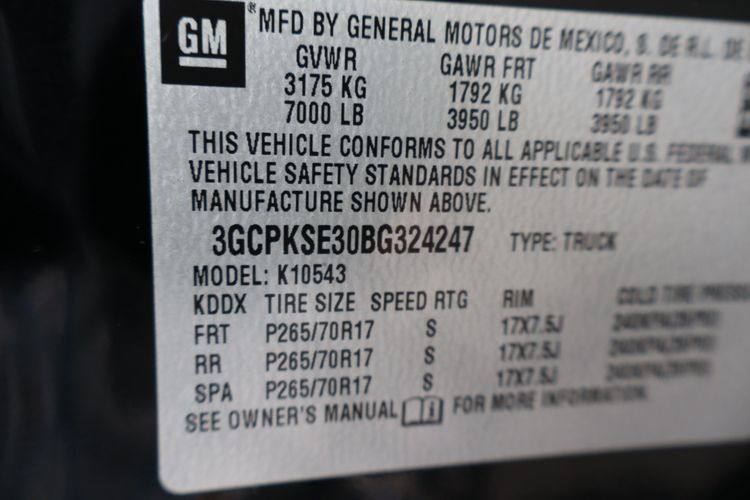 GM
MFD BY GENERAL MOTORS DE MEXICO, S. DE R.L. DE
GVWR GAWR FRT GAWR RR
3175 KG 1792 KG 1792 KG
7000 LB 3950 LB 3950 LB
THIS VEHICLE CONFORMS TO ALL APPLICABLE U.S. FEDERAL
VEHICLE SAFETY STANDARDS IN EFFECT ON THE DATE OF
MANUFACTURE SHOWN ABOVE.
3GCPKSE30BG324247 TYPE: TRUCK
MODEL: K10543
KDDX TIRE SIZE SPEED RTG RIM COLD TIRE
FRT P265/70R17 S 17X7.5J
RR P265/70R17 S 17X7.5J
SPA P265/70R17 S 17X7.5J
SEE OWNER'S MANUAL FOR MORE INFORMATION.